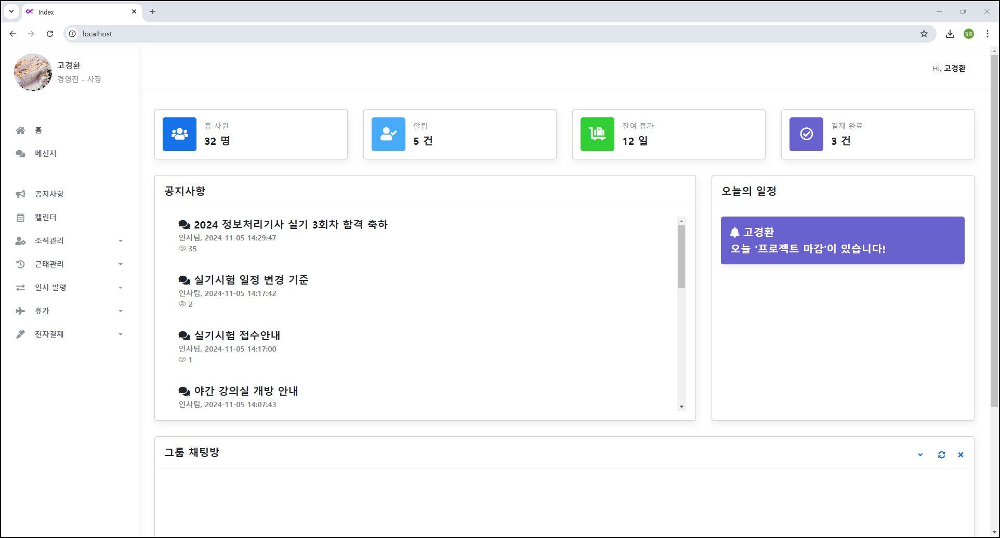 Index
localhost
경환
고경환
경영진 - 사장
Hi, 고경환
홈
메신저
공지사항
캘린더
조직관리
근태관리
인사 발령
휴가
전자결재
총 사원
32 명
알림
5 건
잔여 휴가
12 일
결제 완료
3 건
공지사항
2024 정보처리기사 실기 3회차 합격 축하
인사팀, 2024-11-05 14:29:47
35
실기시험 일정 변경 기준
인사팀, 2024-11-05 14:17:42
2
실기시험 접수안내
인사팀, 2024-11-05 14:17:00
1
야간 강의실 개방 안내
인사팀, 2024-11-05 14:07:43
오늘의 일정
고경환
오늘 '프로젝트 마감'이 있습니다!
그룹 채팅방